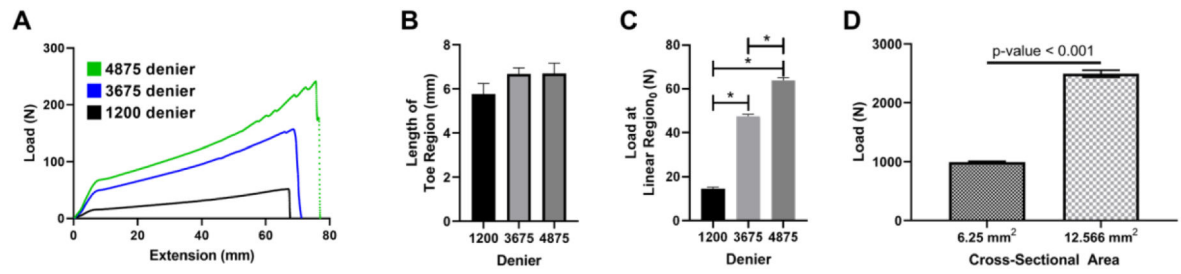 A
300
200
100
0
Load (N)
4875 denier
3675 denier
1200 denier
0 20 40 60 80
Extension (mm)
B
8
6
4
2
0
Length of
Toe Region (mm)
1200 3675 4875
Denier
C
80
60
40
20
0
Load at
Linear Region₀ (N)
*
*
*
1200 3675 4875
Denier
D
3000
2000
1000
0
Load (N)
p-value < 0.001
6.25 mm² 12.566 mm²
Cross-Sectional Area